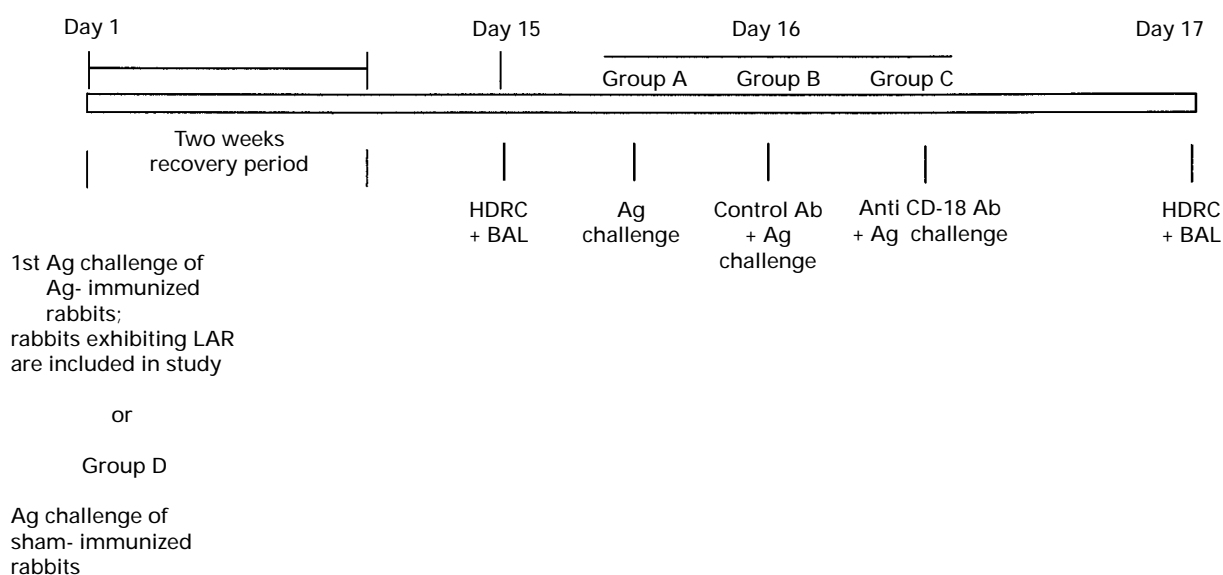 Day 1
Day 15
Day 16
Day 17
Group A
Group B
Group C
Two weeks
recovery period
HDRC
+ BAL
Ag
challenge
Control Ab
+ Ag
challenge
Anti CD-18 Ab
+ Ag challenge
HDRC
+ BAL
1st Ag challenge of
Ag- immunized
rabbits;
rabbits exhibiting LAR
are included in study
or
Group D
Ag challenge of
sham- immunized
rabbits